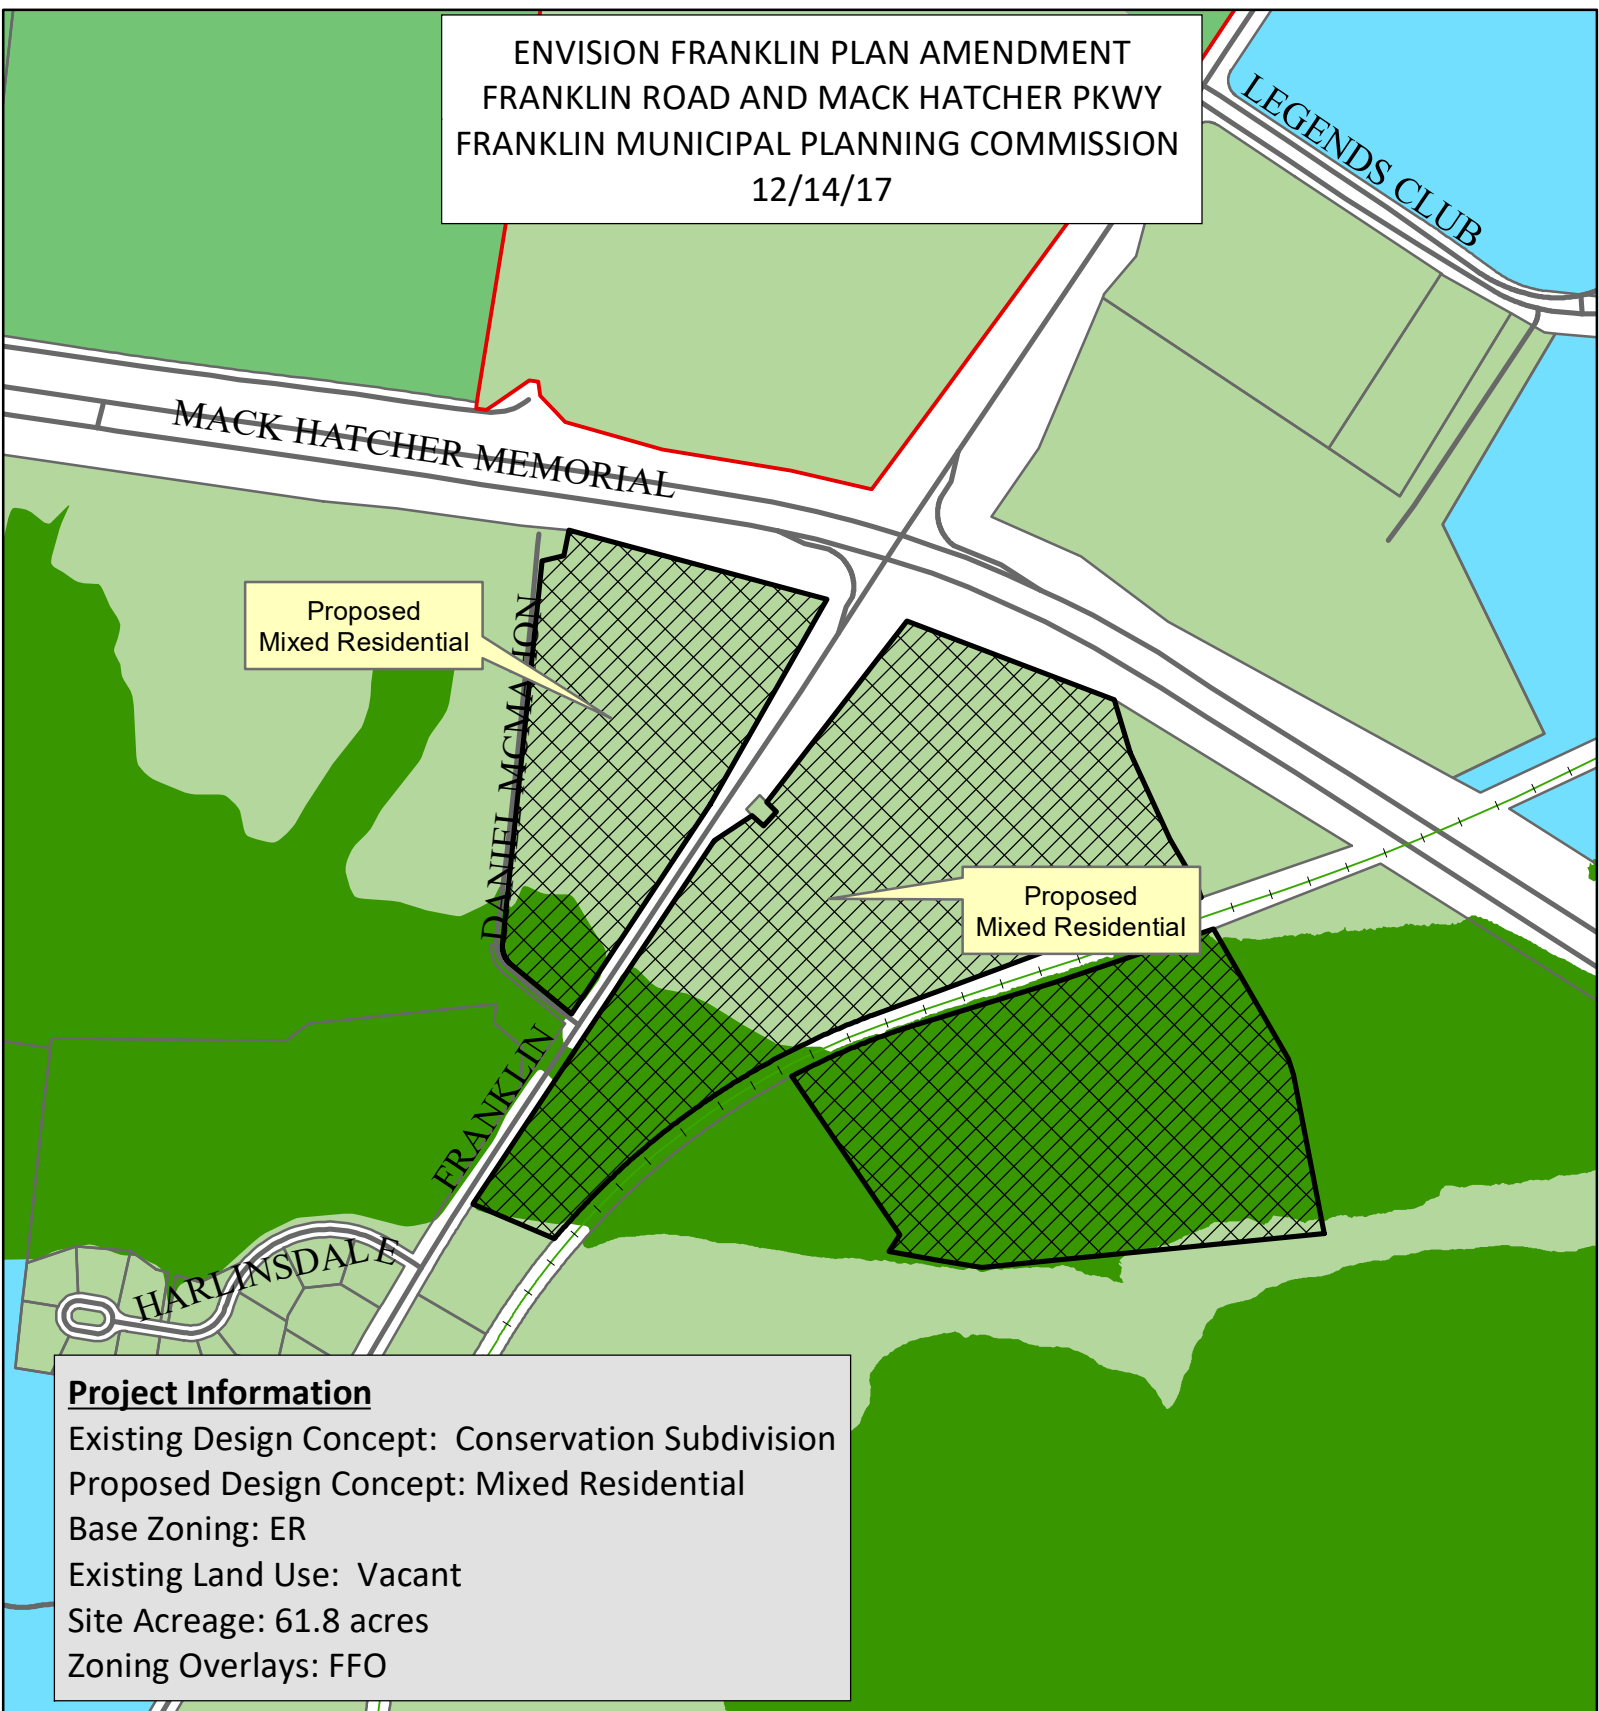 ENVISION FRANKLIN PLAN AMENDMENT
FRANKLIN ROAD AND MACK HATCHER PKWY
FRANKLIN MUNICIPAL PLANNING COMMISSION
12/14/17
LEGENDS CLUB
MACK HATCHER MEMORIAL
Proposed
Mixed Residential
DANIEL MCMAHON
Proposed
Mixed Residential
FRANKLIN
HARLINSDALE
Project Information
Existing Design Concept: Conservation Subdivision
Proposed Design Concept: Mixed Residential
Base Zoning: ER
Existing Land Use: Vacant
Site Acreage: 61.8 acres
Zoning Overlays: FFO